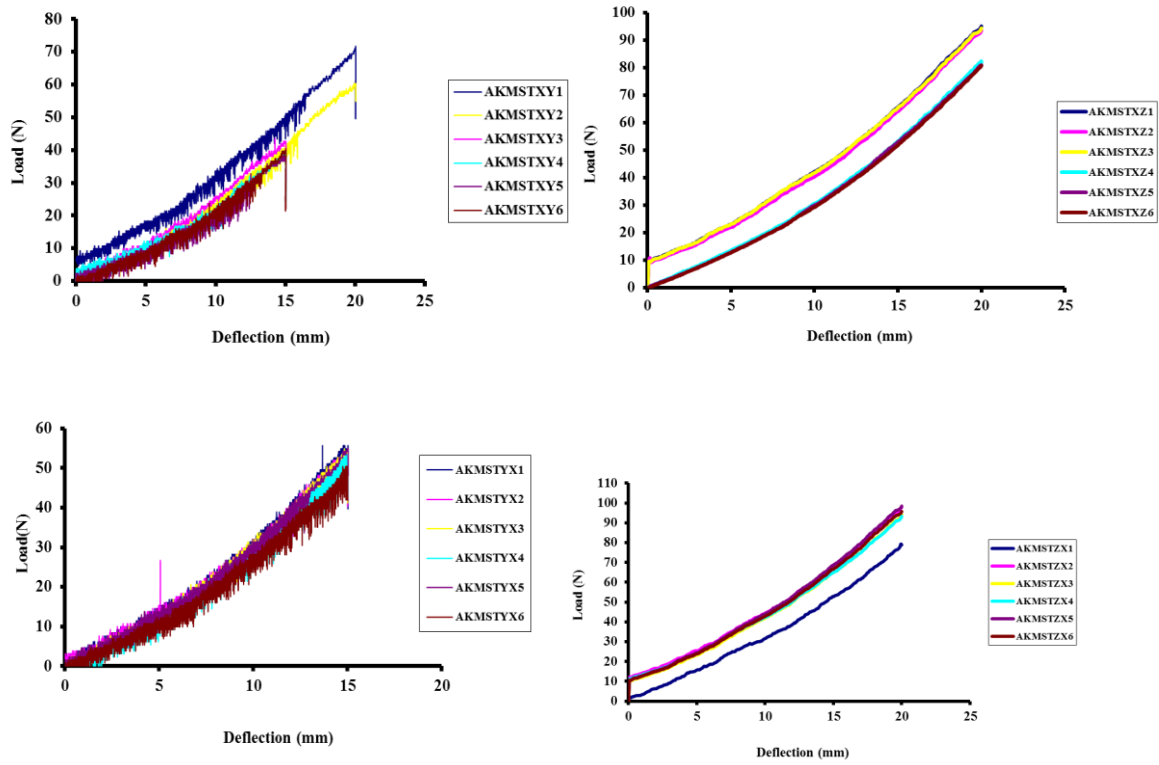 80
70
60
50
40
30
20
10
0
Load (N)
0 5 10 15 20 25
Deflection (mm)
AKMSTXY1
AKMSTXY2
AKMSTXY3
AKMSTXY4
AKMSTXY5
AKMSTXY6
100
90
80
70
60
50
40
30
20
10
0
Load (N)
0 5 10 15 20 25
Deflection (mm)
AKMSTXZ1
AKMSTXZ2
AKMSTXZ3
AKMSTXZ4
AKMSTXZ5
AKMSTXZ6
60
50
40
30
20
10
0
Load(N)
0 5 10 15 20
Deflection (mm)
AKMSTYX1
AKMSTYX2
AKMSTYX3
AKMSTYX4
AKMSTYX5
AKMSTYX6
110
100
90
80
70
60
50
40
30
20
10
0
Load (N)
0 5 10 15 20 25
Deflection (mm)
AKMSTZX1
AKMSTZX2
AKMSTZX3
AKMSTZX4
AKMSTZX5
AKMSTZX6